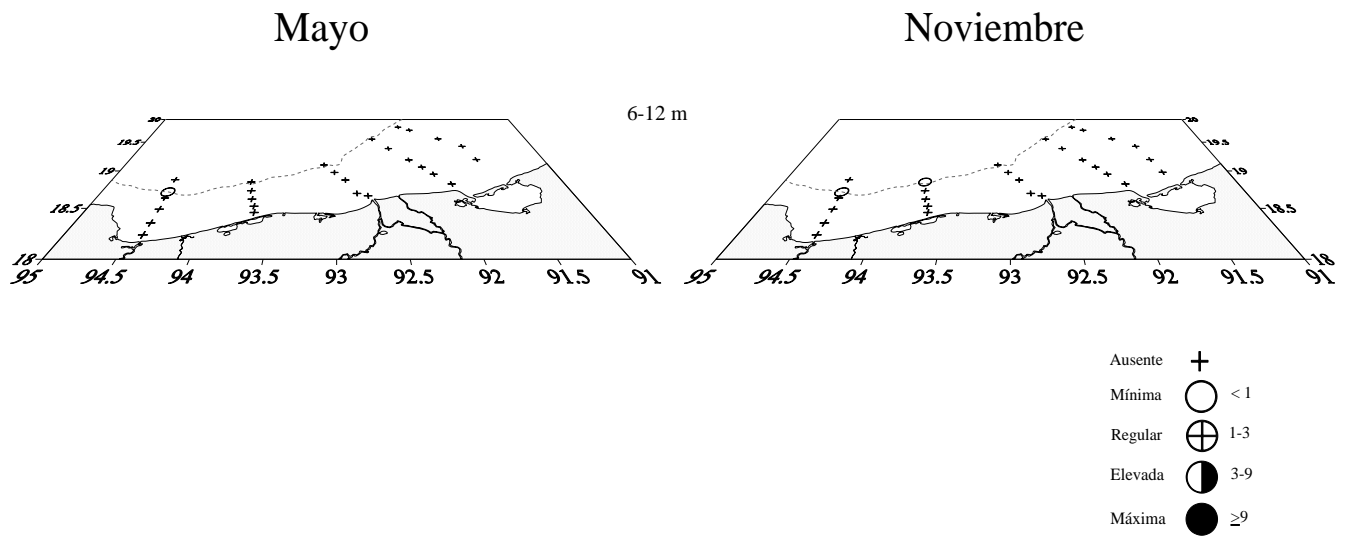 Mayo Noviembre
6-12 m
20 20
19.5 19.5
19 19
18.5 18.5
18 18
95 94.5 94 93.5 93 92.5 92 91.5 91 95 94.5 94 93.5 93 92.5 92 91.5 91
Ausente
Mínima < 1
Regular 1-3
Elevada 3-9
Máxima ≥9